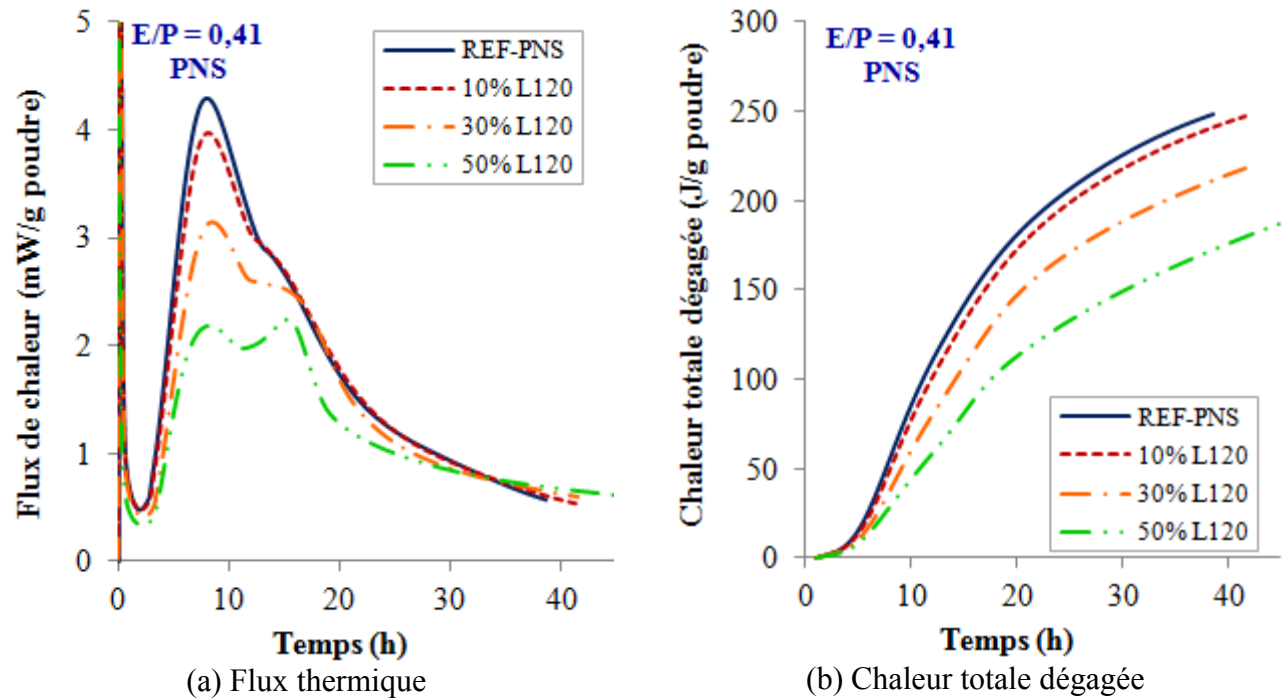 E/P = 0,41
PNS
REF-PNS
10% L120
30% L120
50% L120
Flux de chaleur (mW/g poudre)
5
4
3
2
1
0
0
10
20
30
40
Temps (h)
(a) Flux thermique
E/P = 0,41
PNS
Chaleur totale dégagée (J/g poudre)
300
250
200
150
100
50
0
REF-PNS
10% L120
30% L120
50% L120
0
10
20
30
40
Temps (h)
(b) Chaleur totale dégagée